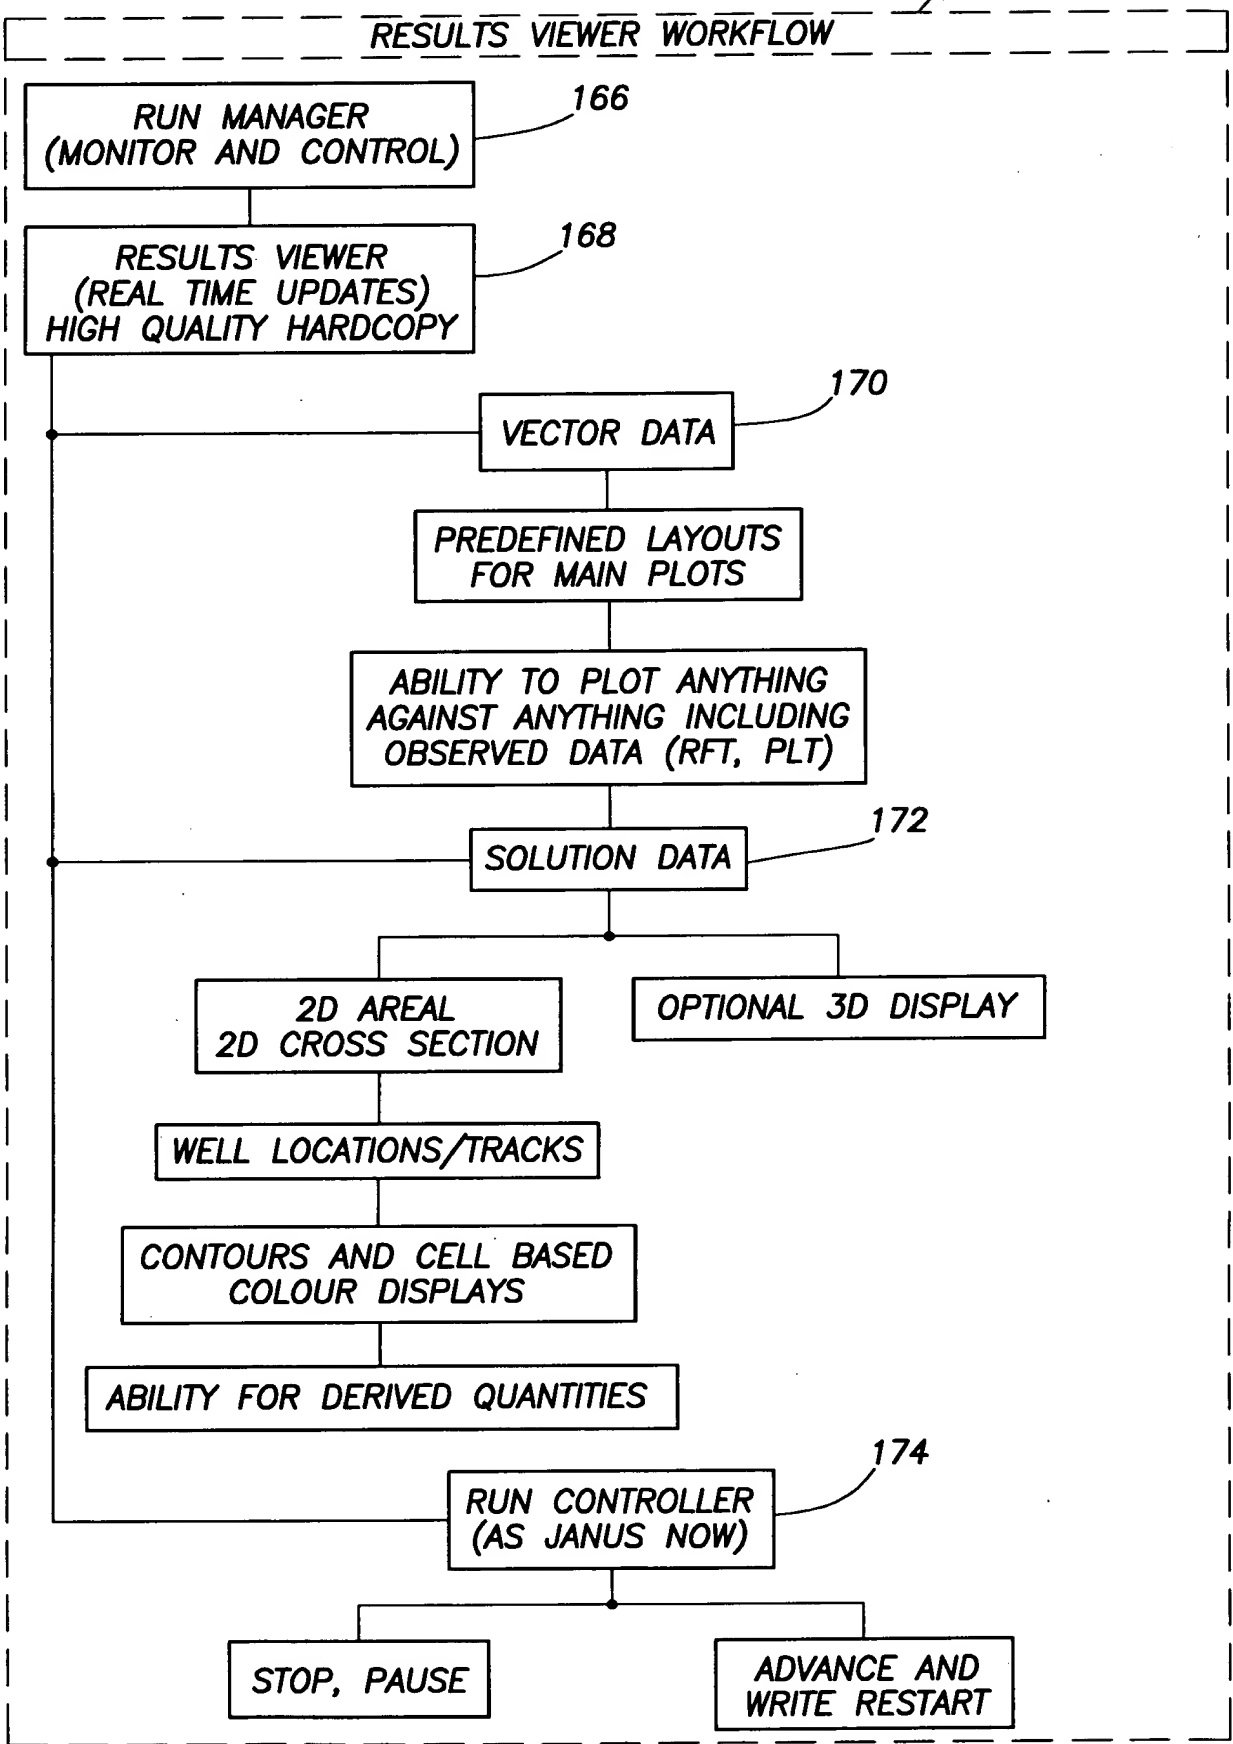 RESULTS VIEWER WORKFLOW
RUN MANAGER
(MONITOR AND CONTROL)
166
RESULTS VIEWER
(REAL TIME UPDATES)
HIGH QUALITY HARDCOPY
168
VECTOR DATA
170
PREDEFINED LAYOUTS
FOR MAIN PLOTS
ABILITY TO PLOT ANYTHING
AGAINST ANYTHING INCLUDING
OBSERVED DATA (RFT, PLT)
SOLUTION DATA
172
2D AREAL
2D CROSS SECTION
OPTIONAL 3D DISPLAY
WELL LOCATIONS/TRACKS
CONTOURS AND CELL BASED
COLOUR DISPLAYS
ABILITY FOR DERIVED QUANTITIES
RUN CONTROLLER
(AS JANUS NOW)
174
STOP, PAUSE
ADVANCE AND
WRITE RESTART